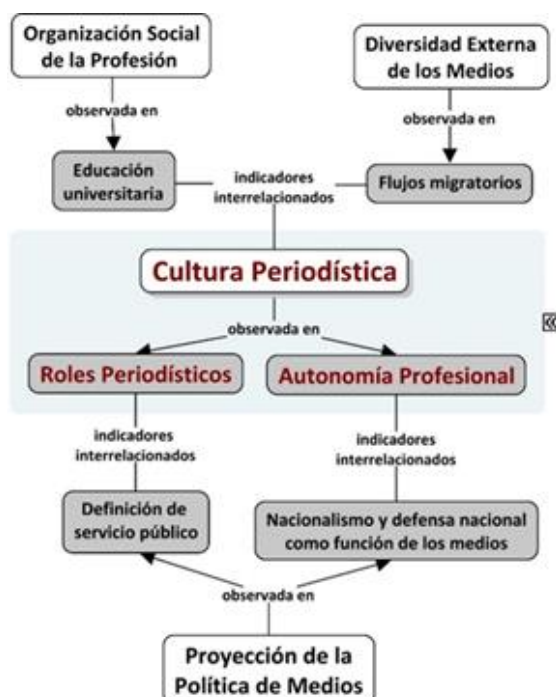 Organización Social
de la Profesión
Diversidad Externa
de los Medios
observada en
observada en
Educación
universitaria
indicadores
interrelacionados
Flujos migratorios
Cultura Periodística
observada en
Roles Periodísticos
Autonomía Profesional
indicadores
interrelacionados
indicadores
interrelacionados
Definición de
servicio público
Nacionalismo y defensa nacional
como función de los medios
observada en
Proyección de la
Política de Medios